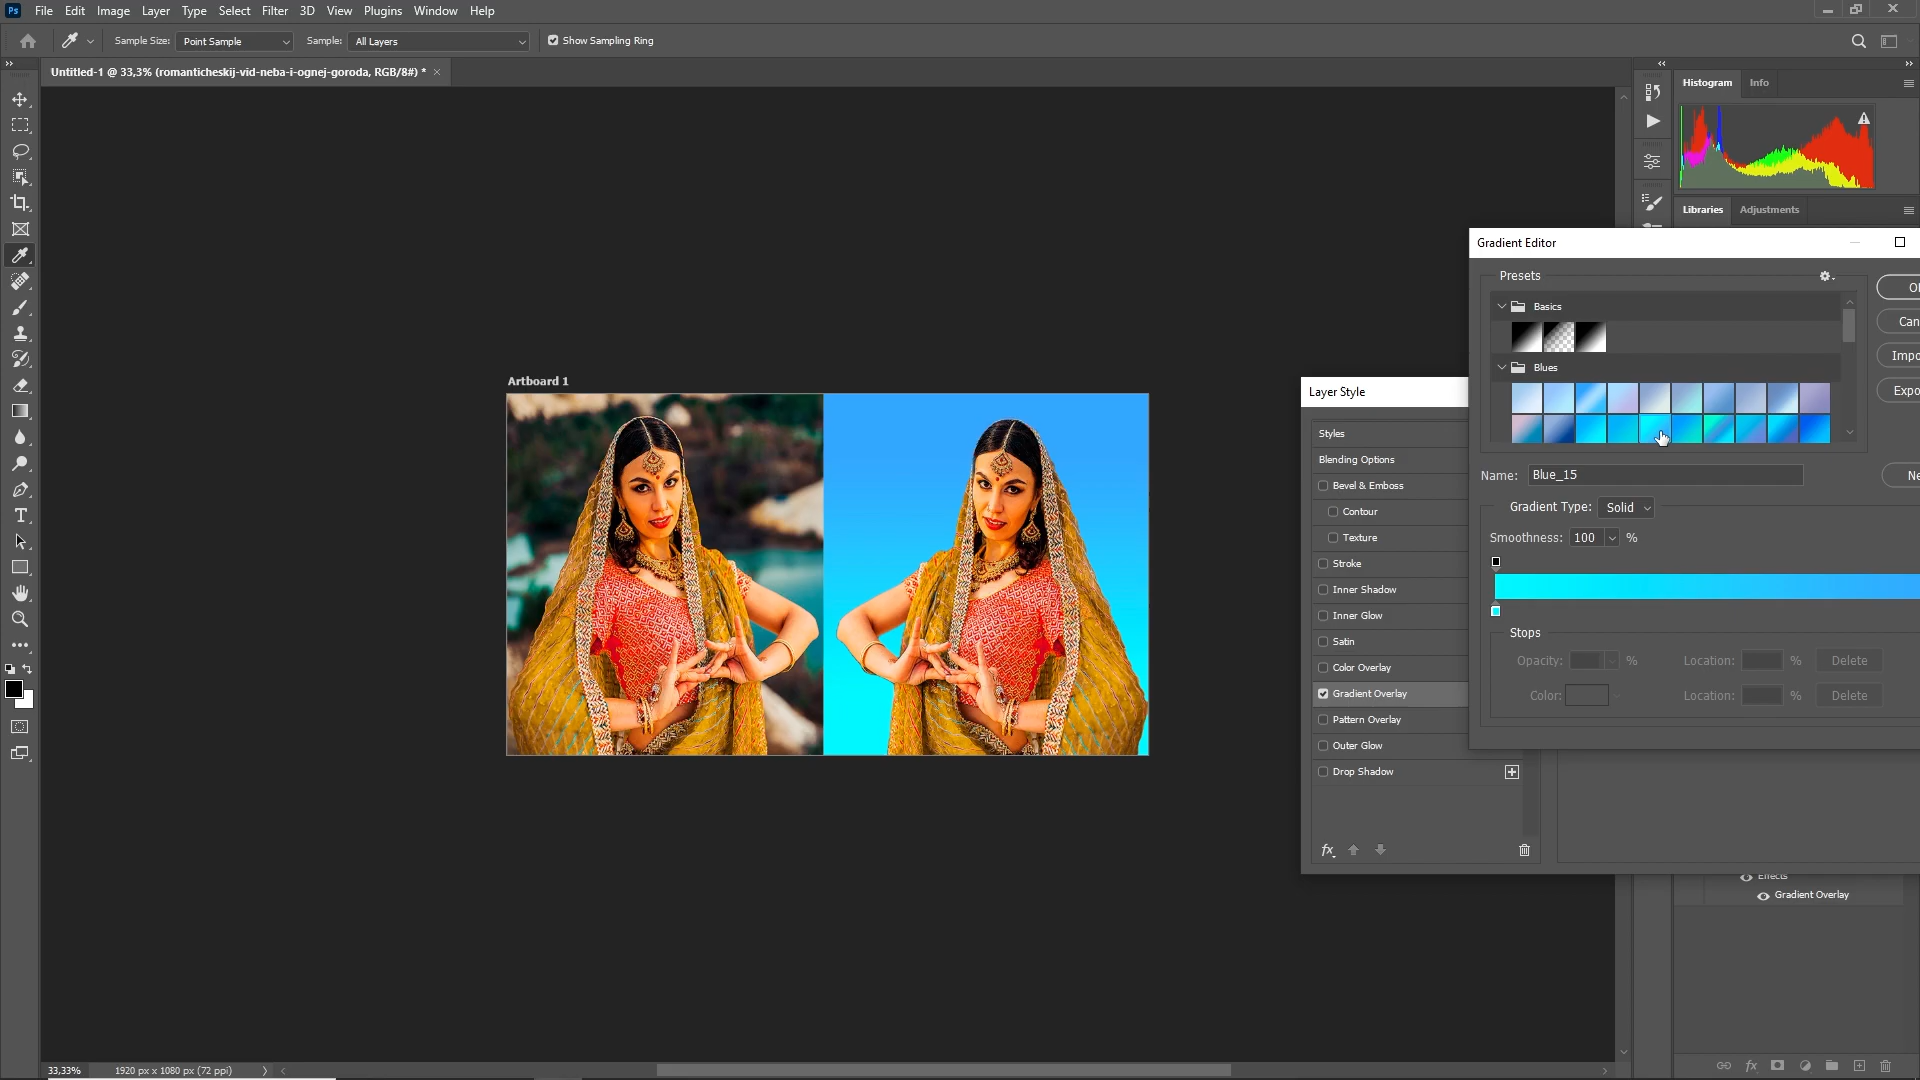 Ps File Edit Image Layer Type Select Filter 3D View Plugins Window Help
Sample Size: Point Sample Sample: All Layers Show Sampling Ring
Untitled-1 @ 33,3% (romanticheskij-vid-neba-i-ognej-goroda, RGB/8#) *
Histogram Info
Libraries Adjustments
Artboard 1
Layer Style
Styles
Blending Options
Bevel & Emboss
Contour
Texture
Stroke
Inner Shadow
Inner Glow
Satin
Color Overlay
Gradient Overlay
Pattern Overlay
Outer Glow
Drop Shadow
fx
Gradient Editor
Presets
Basics
Blues
Can
Impo
Expo
Name: Blue_15
Ne
Gradient Type: Solid
Smoothness: 100 %
Stops
Opacity: % Location: % Delete
Color: Location: % Delete
Effects
Gradient Overlay
fx
33,33% 1920 px x 1080 px (72 ppi)